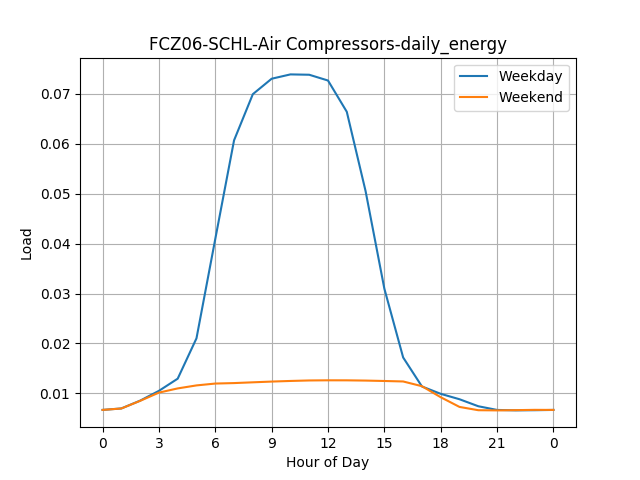 FCZ06-SCHL-Air Compressors-daily_energy
Weekday
Weekend
0.07
0.06
0.05
0.04
0.03
0.02
0.01
Load
0 3 6 9 12 15 18 21 0
Hour of Day